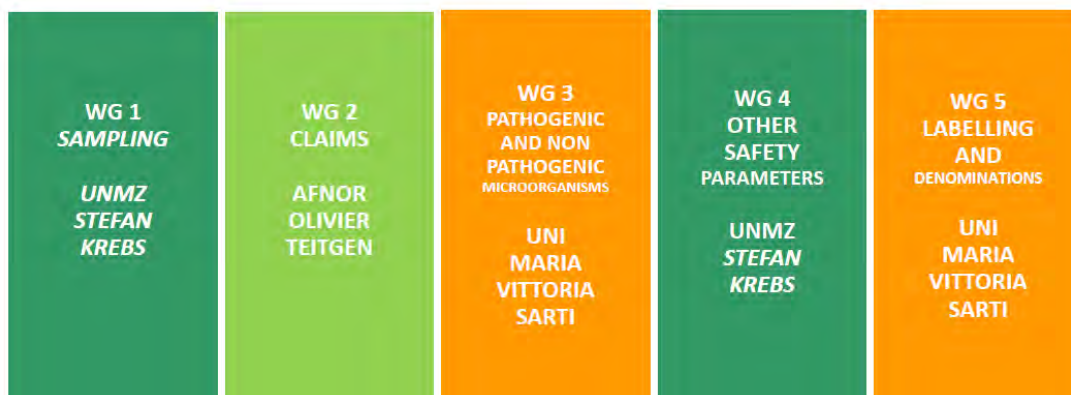 WG 1
SAMPLING
UNMZ
STEFAN
KREBS
WG 2
CLAIMS
AFNOR
OLIVIER
TEITGEN
WG 3
PATHOGENIC
AND NON
PATHOGENIC
MICROORGANISMS
UNI
MARIA
VITTORIA
SARTI
WG 4
OTHER
SAFETY
PARAMETERS
UNMZ
STEFAN
KREBS
WG 5
LABELLING
AND
DENOMINATIONS
UNI
MARIA
VITTORIA
SARTI